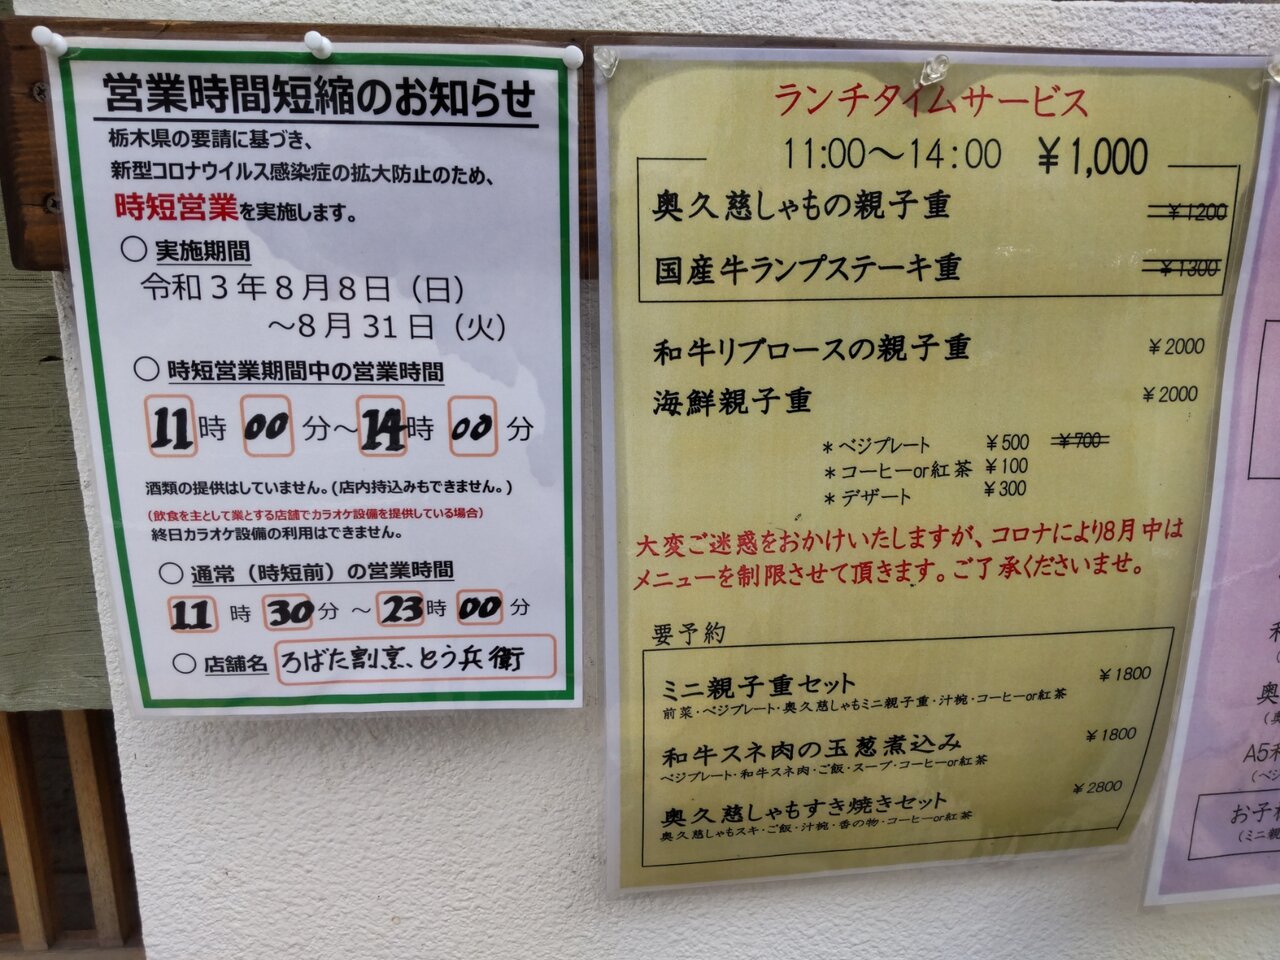 営業時間短縮のお知らせ
栃木県の要請に基づき、
新型コロナウイルス感染症の拡大防止のため、
時短営業を実施します。
○ 実施期間
令和3年8月8日(日)
～8月31日(火)
○ 時短営業期間中の営業時間
11時00分～14時00分
酒類の提供はしていません。(店内持込みもできません。)
(飲食を主として業とする店舗でカラオケ設備を提供している場合)
終日カラオケ設備の利用はできません。
○ 通常(時短前)の営業時間
11時30分～23時00分
○ 店舗名 ろばた割烹、とう兵衛
ランチタイムサービス
11:00～14:00 ¥1,000
奥久慈しゃもの親子重 ¥1200
国産牛ランプステーキ重 ¥1300
和牛リブロースの親子重 ¥2000
海鮮親子重 ¥2000
*ベジプレート ¥500 ¥700
*コーヒーor紅茶 ¥100
*デザート ¥300
大変ご迷惑をおかけいたしますが、コロナにより8月中は
メニューを制限させて頂きます。ご了承くださいませ。
要予約
ミニ親子重セット ¥1800
前菜・ベジプレート・奥久慈しゃもミニ親子重・汁椀・コーヒーor紅茶
和牛スネ肉の玉葱煮込み ¥1800
ベジプレート・和牛スネ肉・ご飯・スープ・コーヒーor紅茶
奥久慈しゃもすき焼きセット ¥2800
奥久慈しゃもスキ・ご飯・汁椀・香の物・コーヒーor紅茶
奥
A5和
(ベジ
お子様
(ミニ親